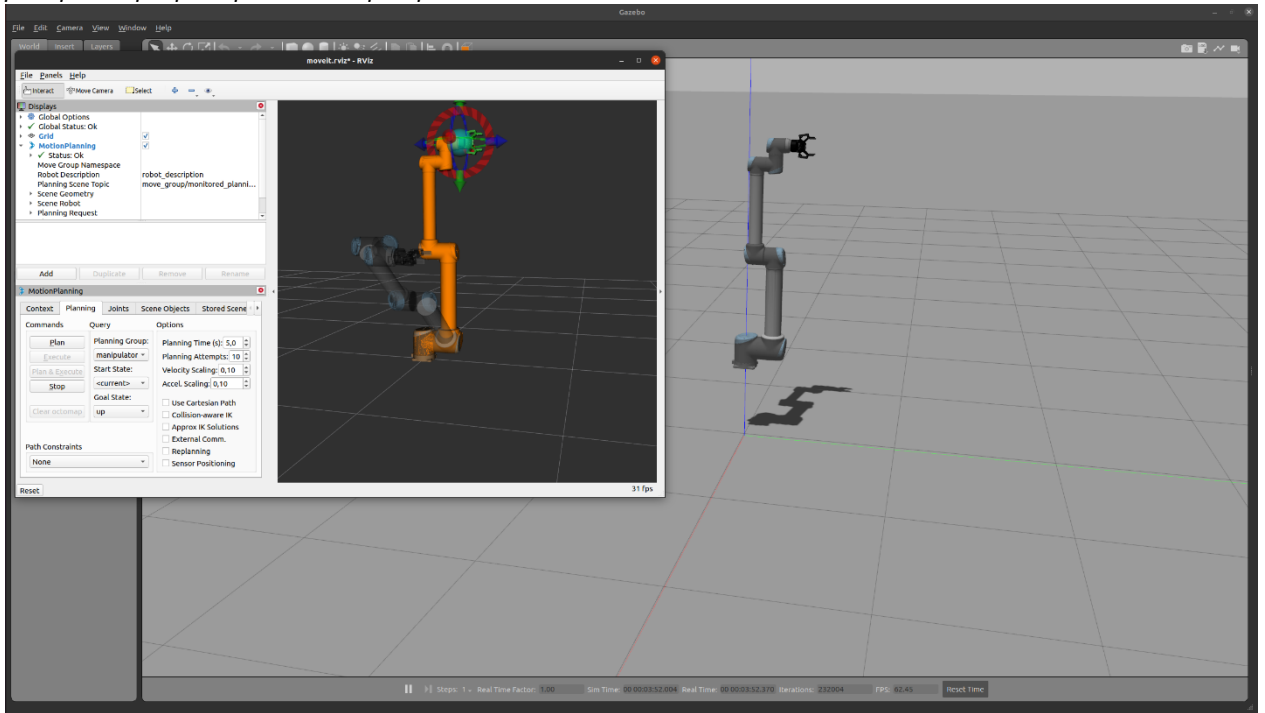 Gazebo
File Edit Camera View Window Help
World Insert Layers
moveit.rviz* - RViz
File Panels Help
Interact Move Camera Select
Displays
Global Options
Global Status: Ok
Grid
MotionPlanning
Status: Ok
Move Group Namespace
Robot Description robot_description
Planning Scene Topic move_group/monitored_planni...
Scene Geometry
Scene Robot
Planning Request
Add Duplicate Remove Rename
MotionPlanning
Context Planning Joints Scene Objects Stored Scene
Commands Query Options
Plan Planning Group: Planning Time (s): 5,0
Execute manipulator Planning Attempts: 10
Plan & Execute Start State: Velocity Scaling: 0,10
Stop <current> Accel. Scaling: 0,10
Goal State: Use Cartesian Path
Clear octomap up Collision-aware IK
Approx IK Solutions
External Comm.
Path Constraints Replanning
None Sensor Positioning
Reset 31 fps
Steps: 1 Real Time Factor: 1.00 Sim Time: 00 00:03:52.004 Real Time: 00 00:03:52.370 Iterations: 232004 FPS: 62.45 Reset Time